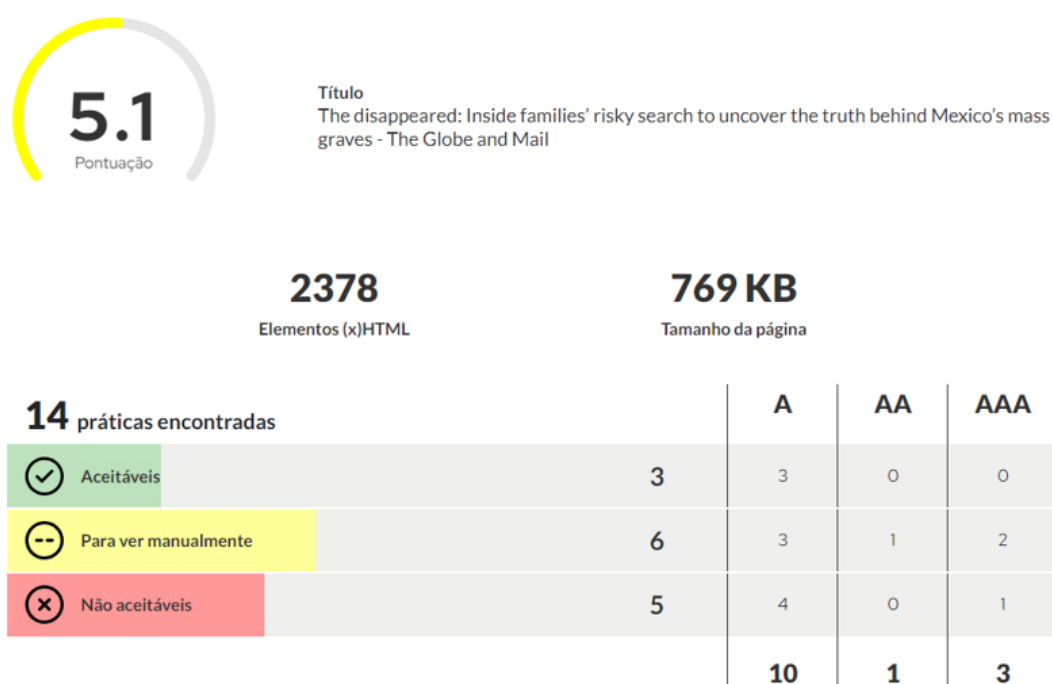 5.1
Pontuação
Título
The disappeared: Inside families’ risky search to uncover the truth behind Mexico’s mass
graves - The Globe and Mail
2378
Elementos (x)HTML
769 KB
Tamanho da página
14 práticas encontradas
A AA AAA
Aceitáveis 3 3 0 0
Para ver manualmente 6 3 1 2
Não aceitáveis 5 4 0 1
10 1 3